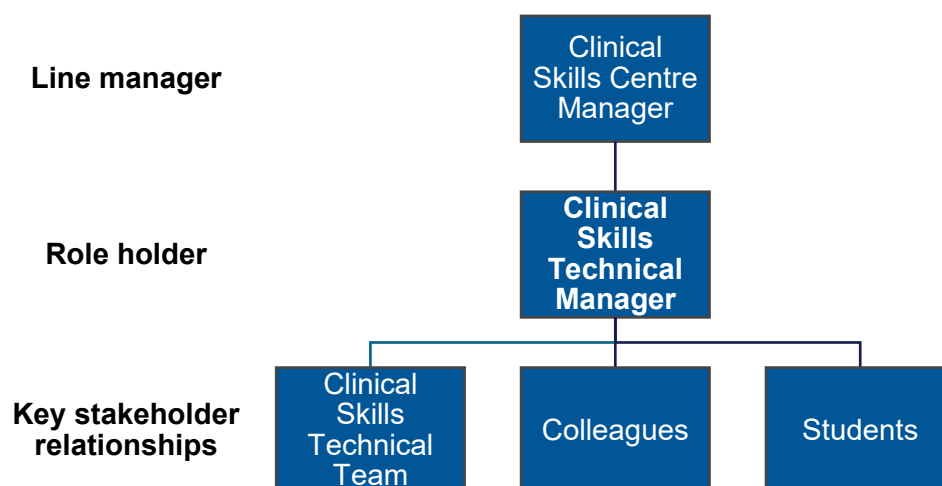 Line manager
Clinical
Skills Centre
Manager
Role holder
Clinical
Skills
Technical
Manager
Key stakeholder
relationships
Clinical
Skills
Technical
Team
Colleagues
Students